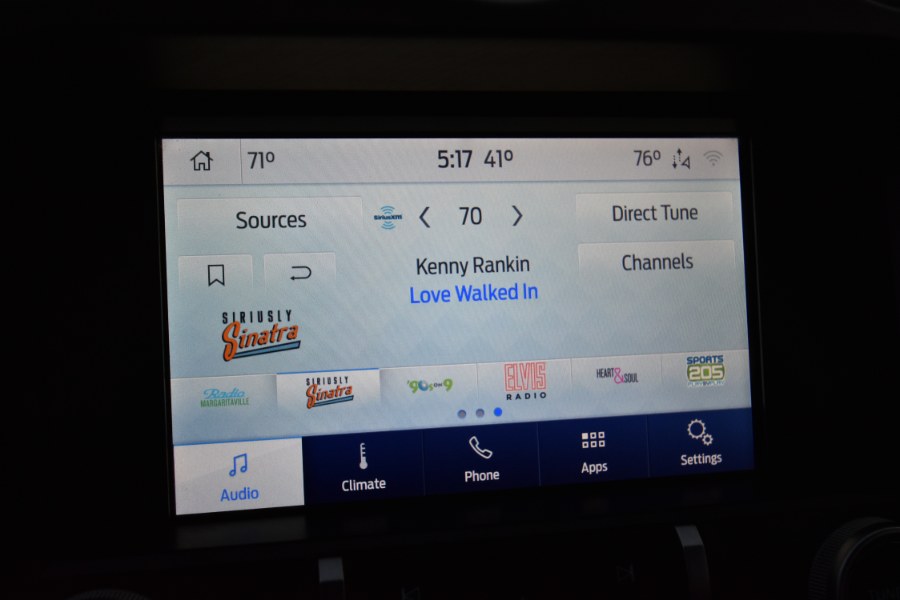 71° 5:17 41° 76°
Sources SiriusXM 70 Direct Tune
Kenny Rankin Channels
Love Walked In
SIRIUSLY
Sinatra
Radio
MARGARITAVILLE
SIRIUSLY
Sinatra
'90s on 9
ELVIS
RADIO
HEART & SOUL
SPORTS
205
Audio Climate Phone Apps Settings